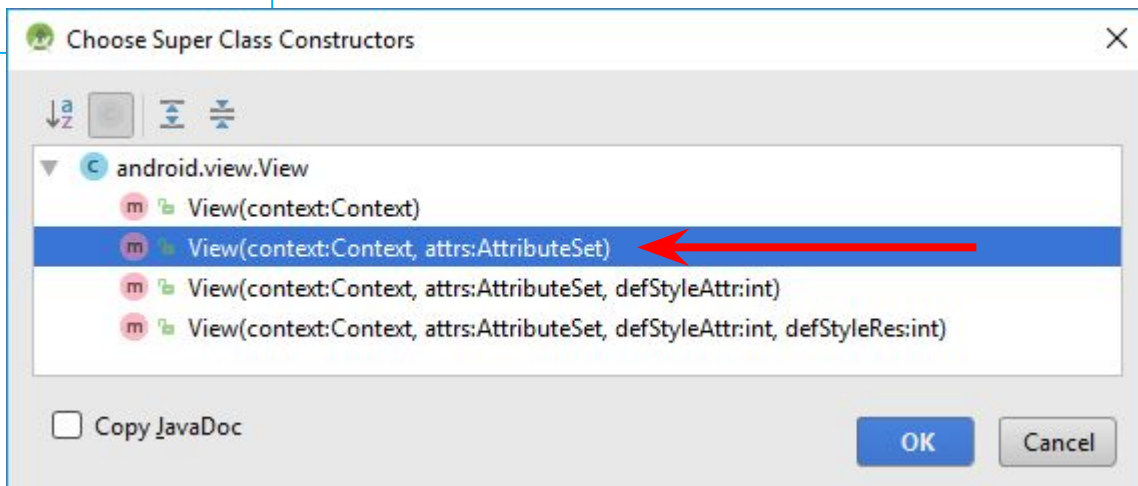 Choose Super Class Constructors
a
z
c
C android.view.View
m View(context:Context)
m View(context:Context, attrs:AttributeSet)
m View(context:Context, attrs:AttributeSet, defStyleAttr:int)
m View(context:Context, attrs:AttributeSet, defStyleAttr:int, defStyleRes:int)
Copy JavaDoc
OK
Cancel